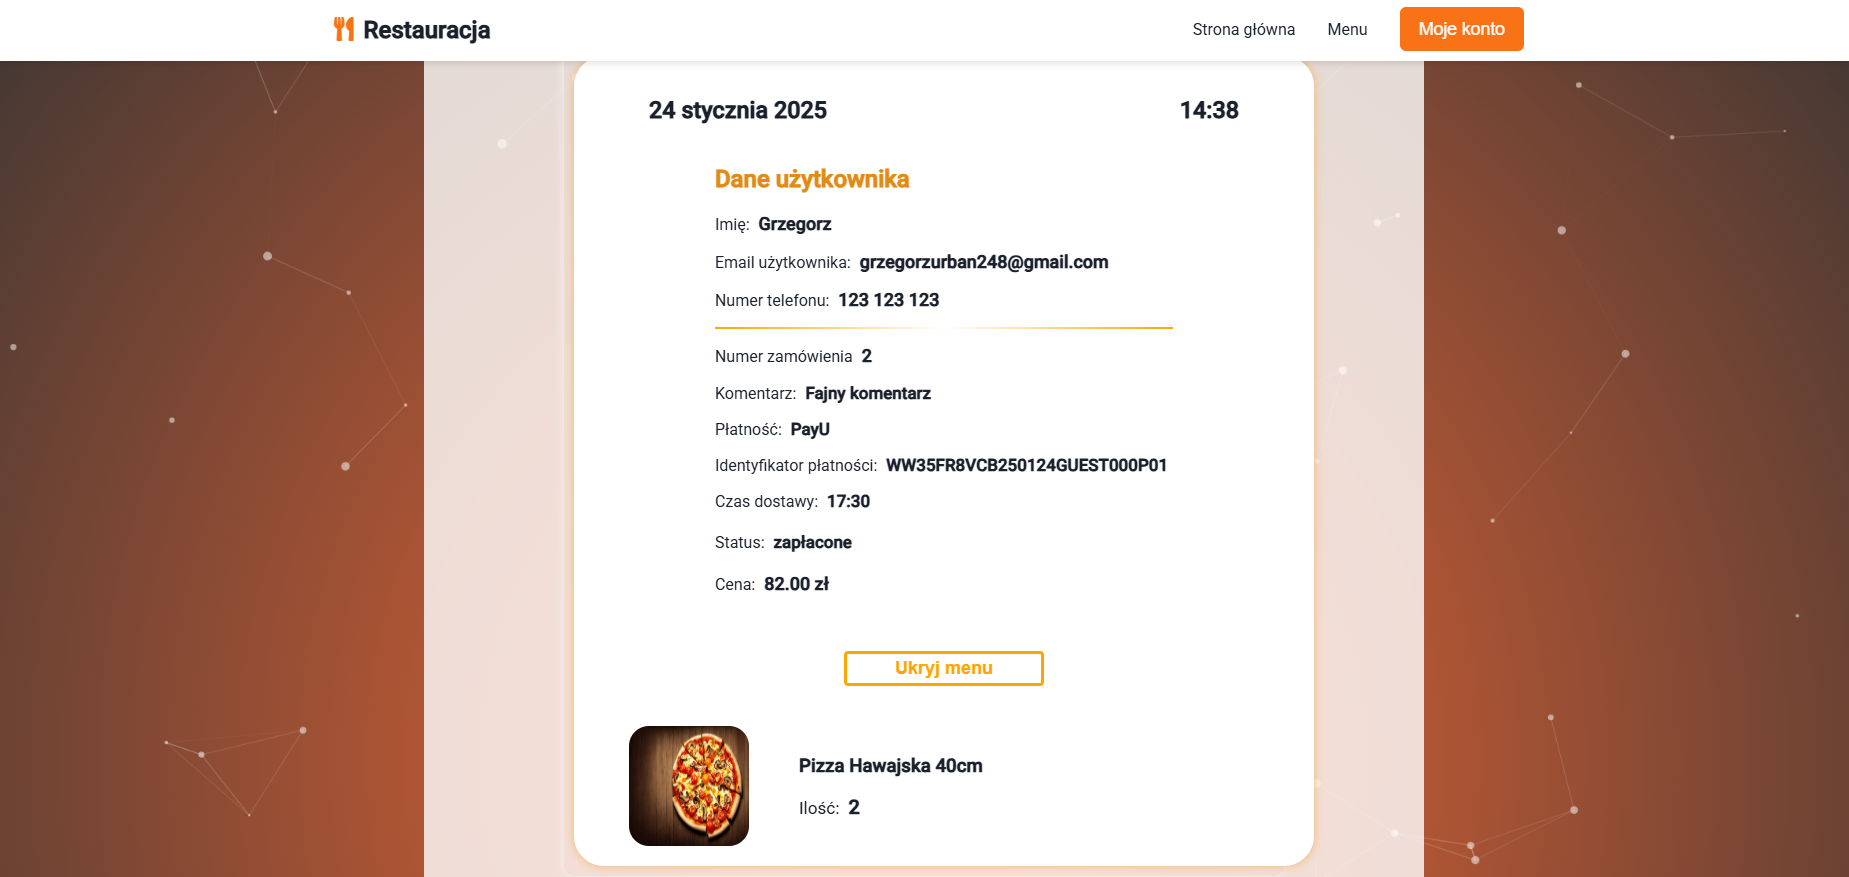 Restauracja
Strona główna Menu Moje konto
24 stycznia 2025 14:38
Dane użytkownika
Imię: Grzegorz
Email użytkownika: grzegorzurban248@gmail.com
Numer telefonu: 123 123 123
Numer zamówienia 2
Komentarz: Fajny komentarz
Płatność: PayU
Identyfikator płatności: WW35FR8VCB250124GUEST000P01
Czas dostawy: 17:30
Status: zapłacone
Cena: 82.00 zł
Ukryj menu
Pizza Hawajska 40cm
Ilość: 2